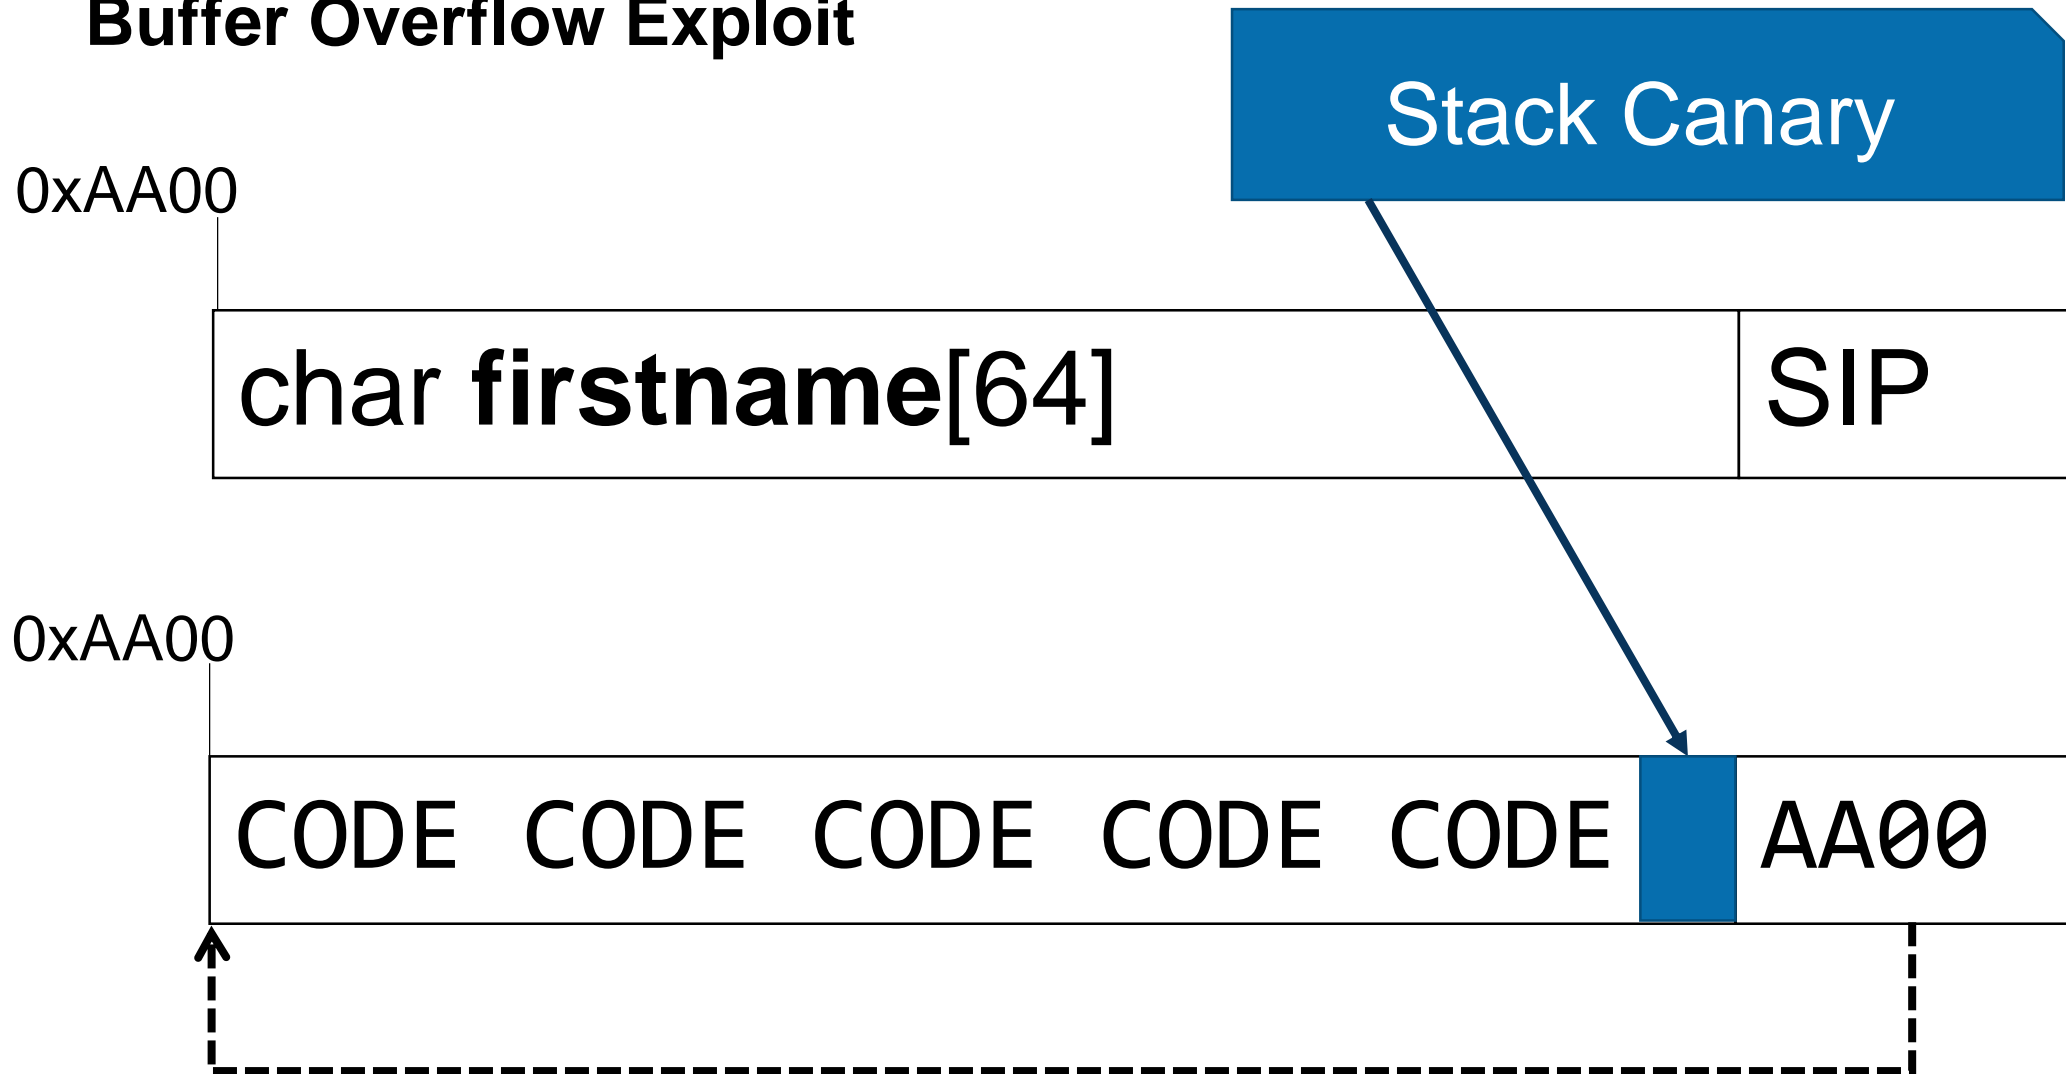 Buffer Overflow Exploit
Stack Canary
0xAA00
char firstname[64] SIP
0xAA00
CODE CODE CODE CODE CODE AA00